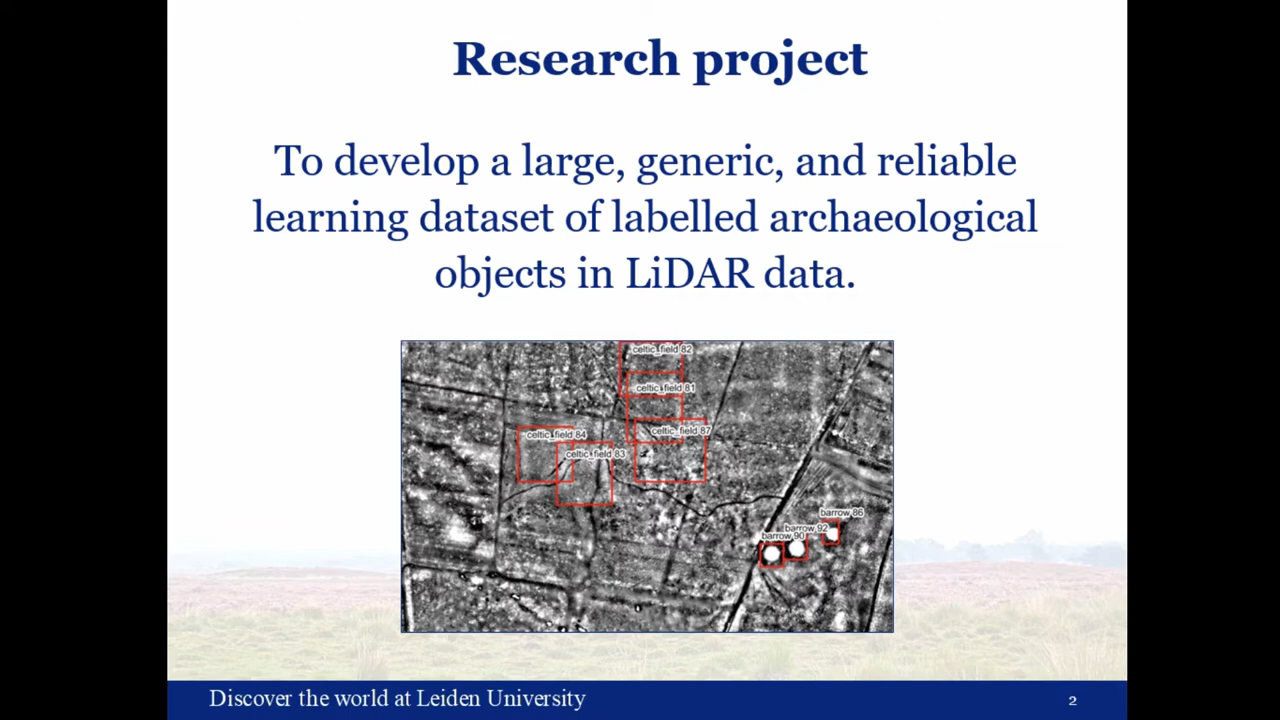 Research project
To develop a large, generic, and reliable
learning dataset of labelled archaeological
objects in LiDAR data.
celtic_field 82
celtic_field 81
celtic_field 87
celtic_field 84
celtic_field 83
barrow 86
barrow 92
barrow 90
Discover the world at Leiden University
2